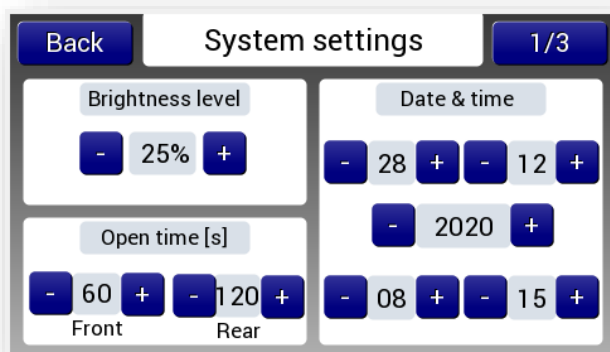 Back System settings 1/3
Brightness level
- 25% +
Open time [s]
- 60 + - 120 +
Front Rear
Date & time
- 28 + - 12 +
- 2020 +
- 08 + - 15 +